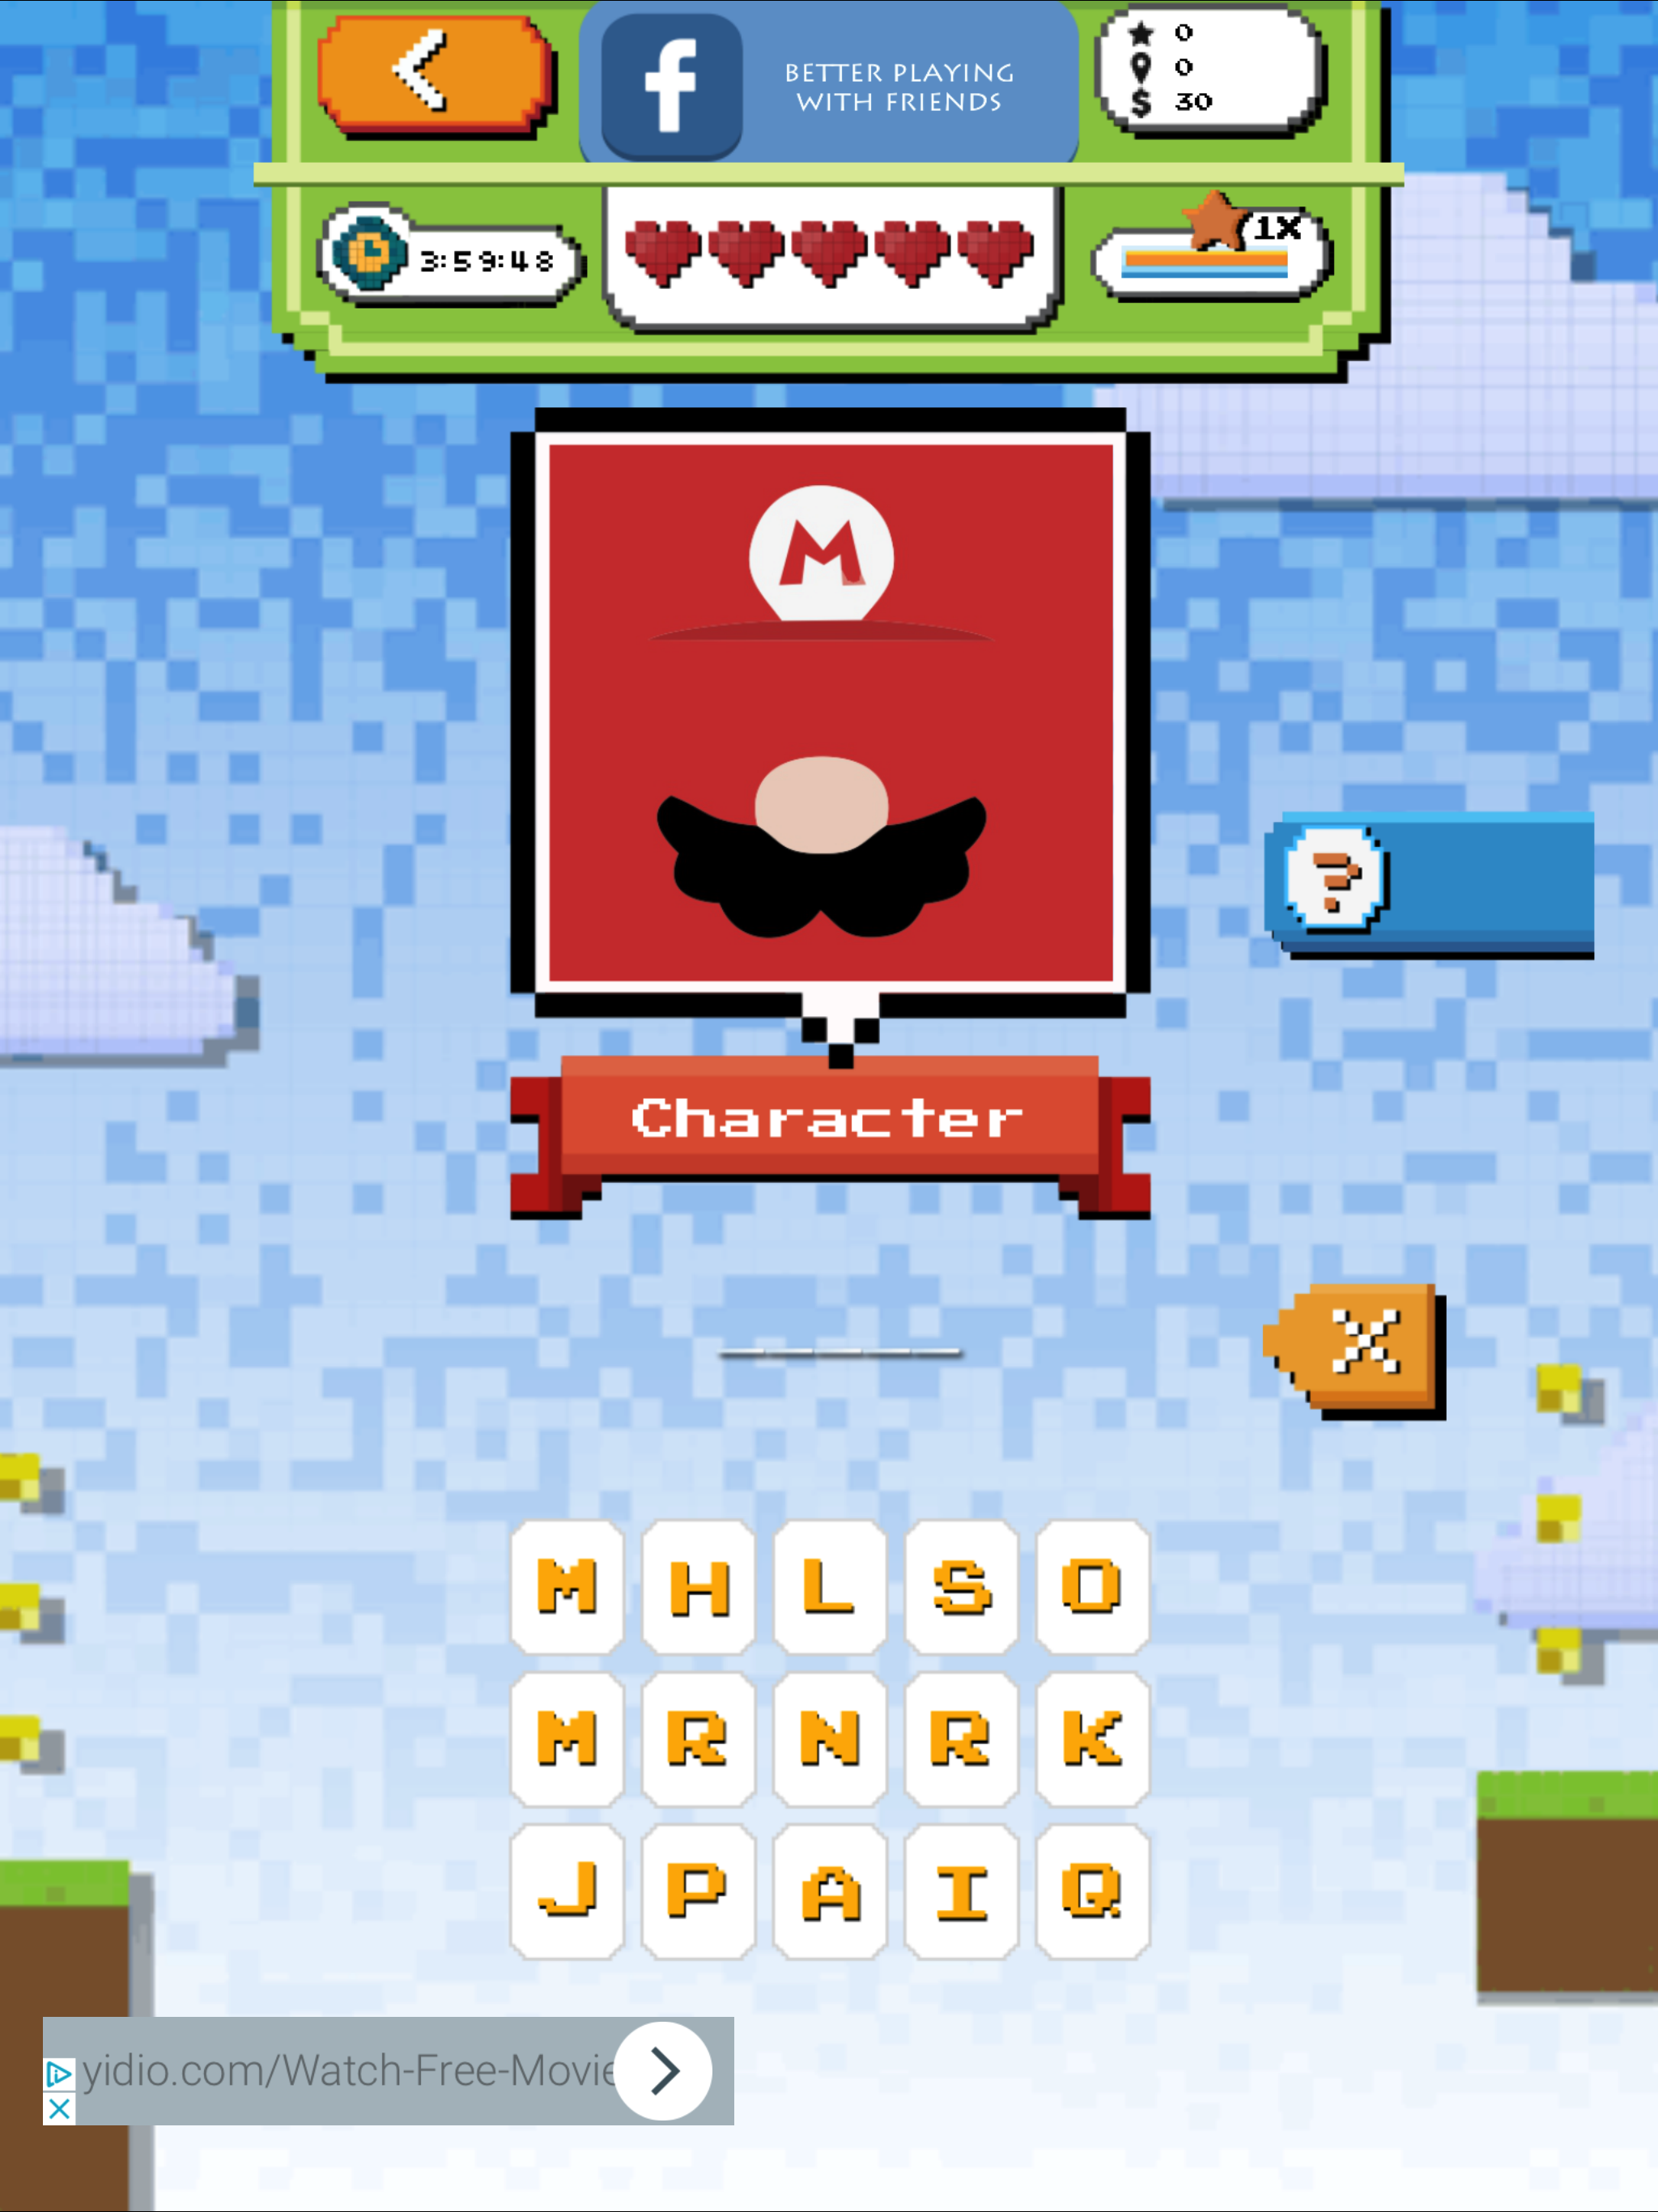 f
BETTER PLAYING
WITH FRIENDS
0
0
$ 30
3:59:48
1X
M
?
Character
X
M H L S O
M R N R K
J P A I Q
yidio.com/Watch-Free-Movie